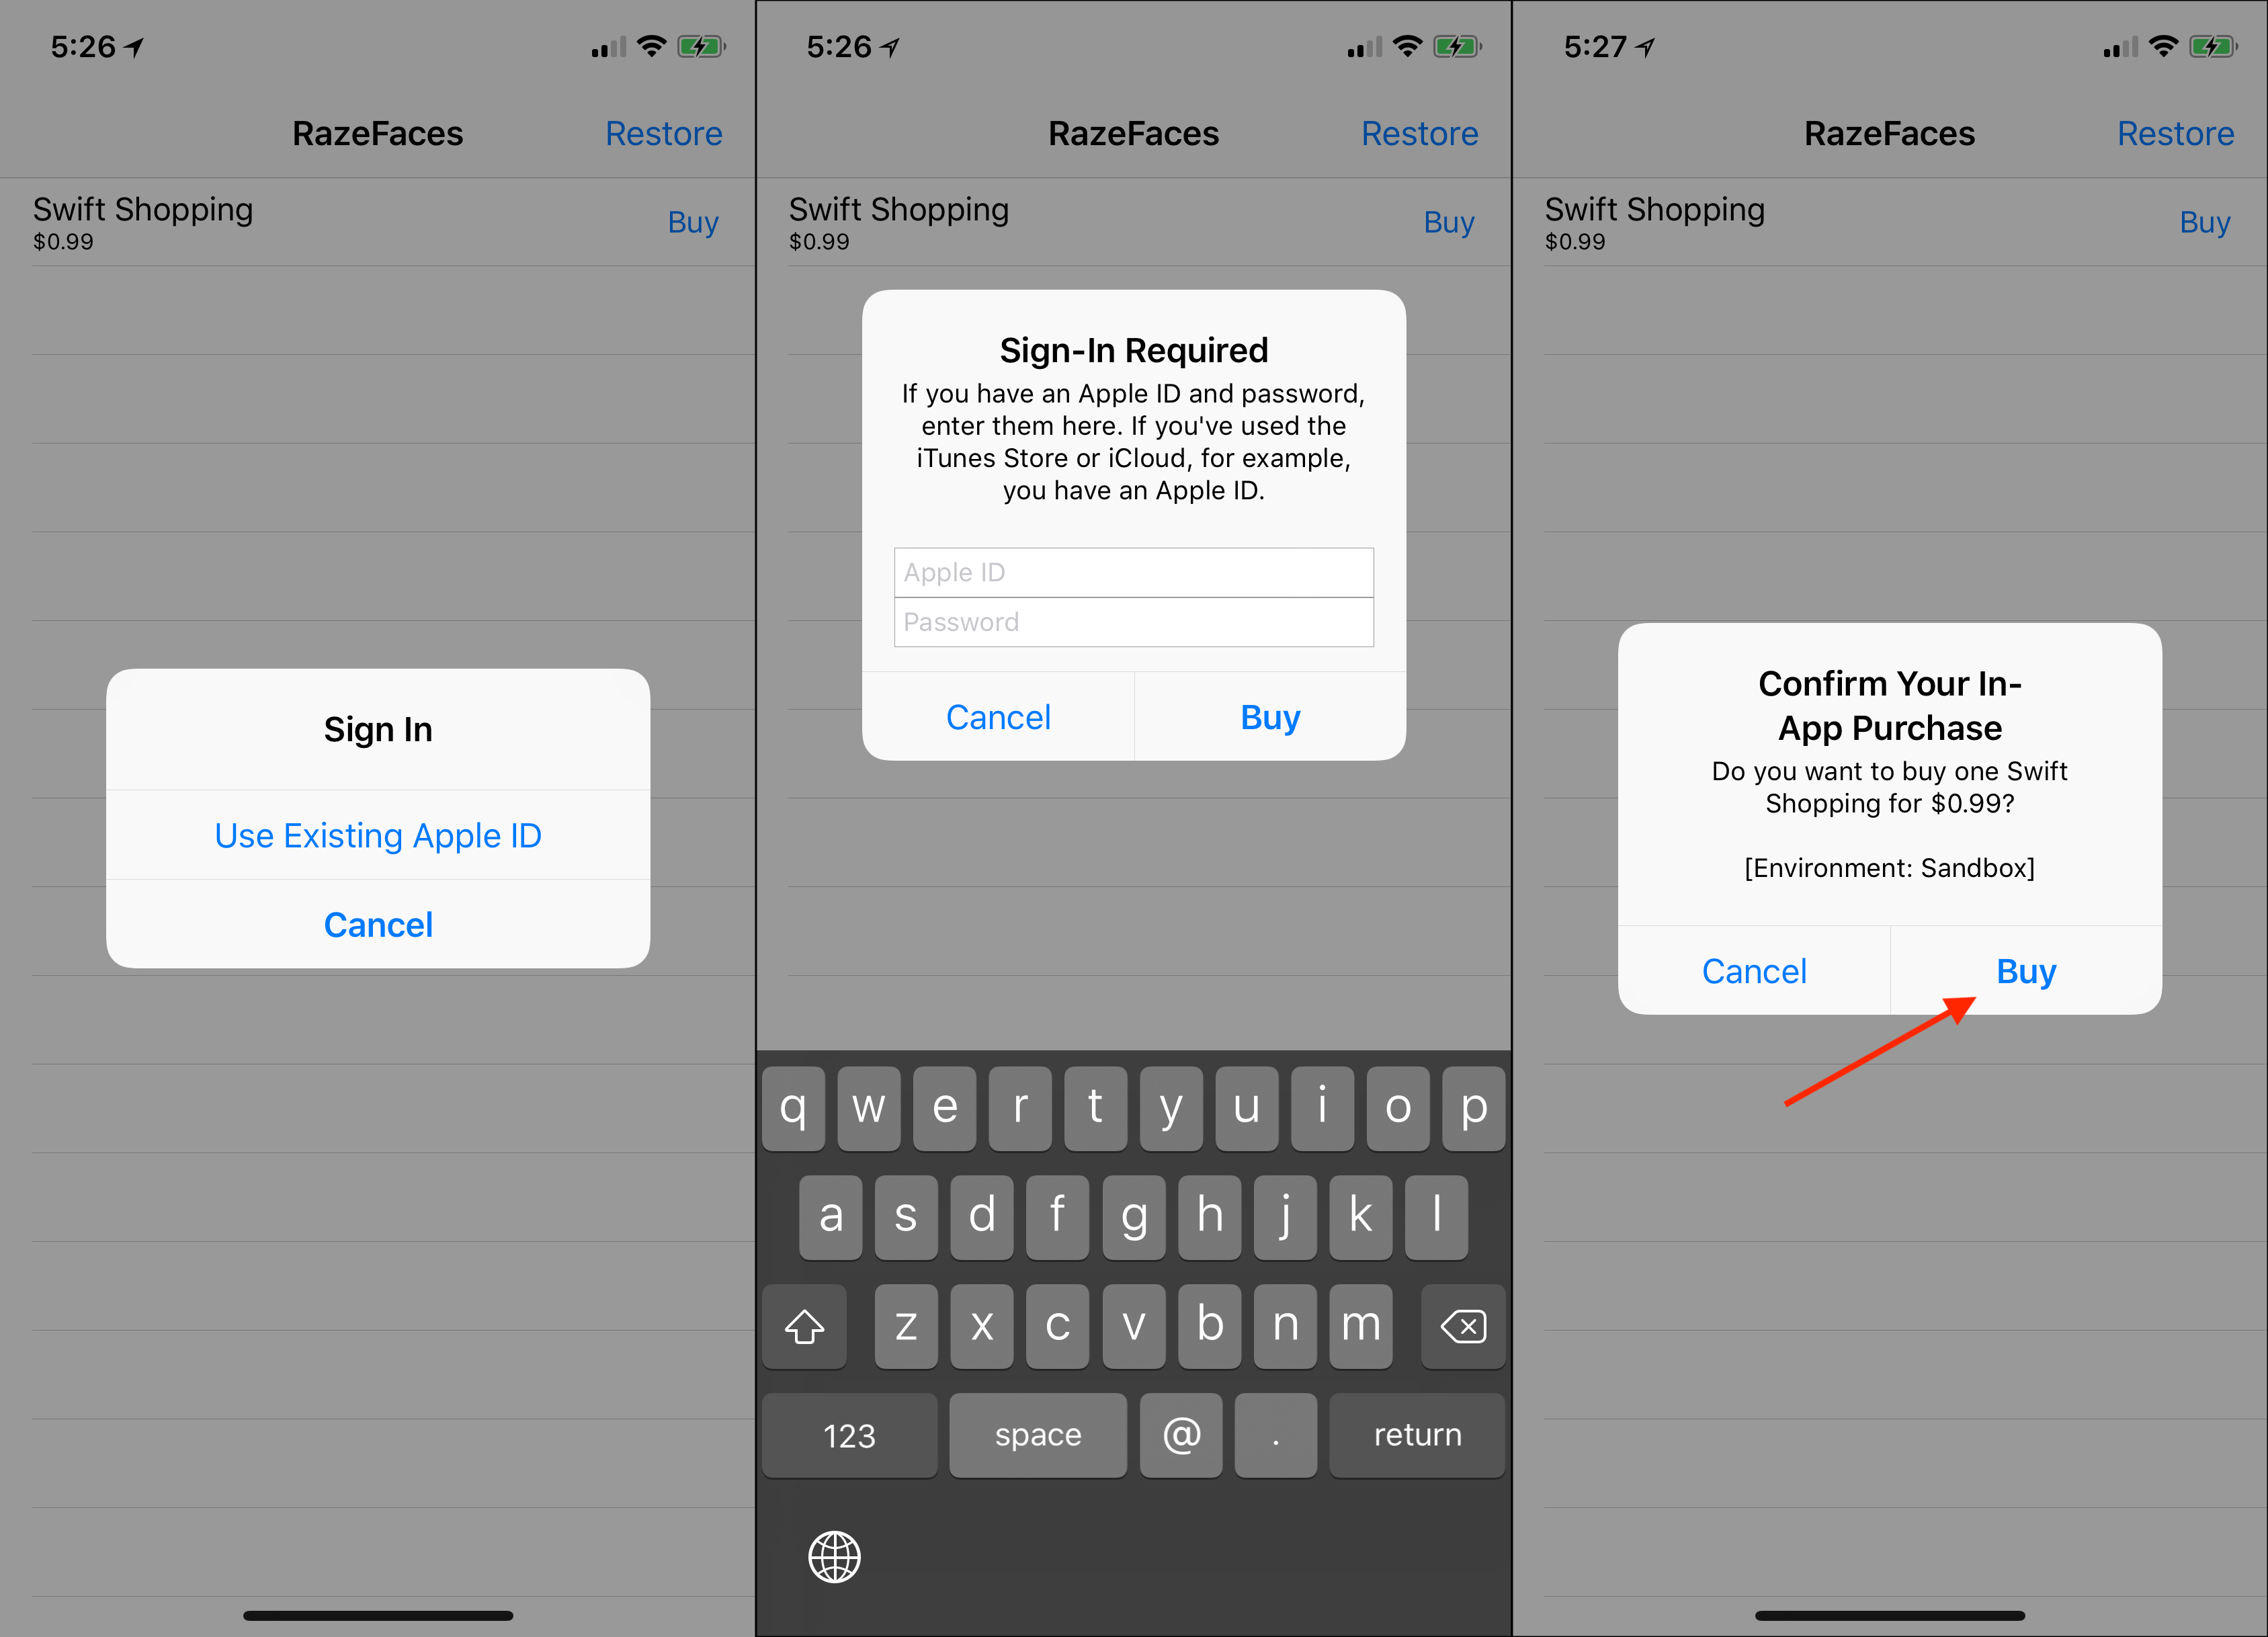 5:26
RazeFaces
Restore
Swift Shopping
$0.99
Buy
Sign In
Use Existing Apple ID
Cancel
5:26
RazeFaces
Restore
Swift Shopping
$0.99
Buy
Sign-In Required
If you have an Apple ID and password,
enter them here. If you've used the
iTunes Store or iCloud, for example,
you have an Apple ID.
Apple ID
Password
Cancel
Buy
q w e r t y u i o p
a s d f g h j k l
z x c v b n m
123 space @ . return
5:27
RazeFaces
Restore
Swift Shopping
$0.99
Buy
Confirm Your In-
App Purchase
Do you want to buy one Swift
Shopping for $0.99?
[Environment: Sandbox]
Cancel
Buy